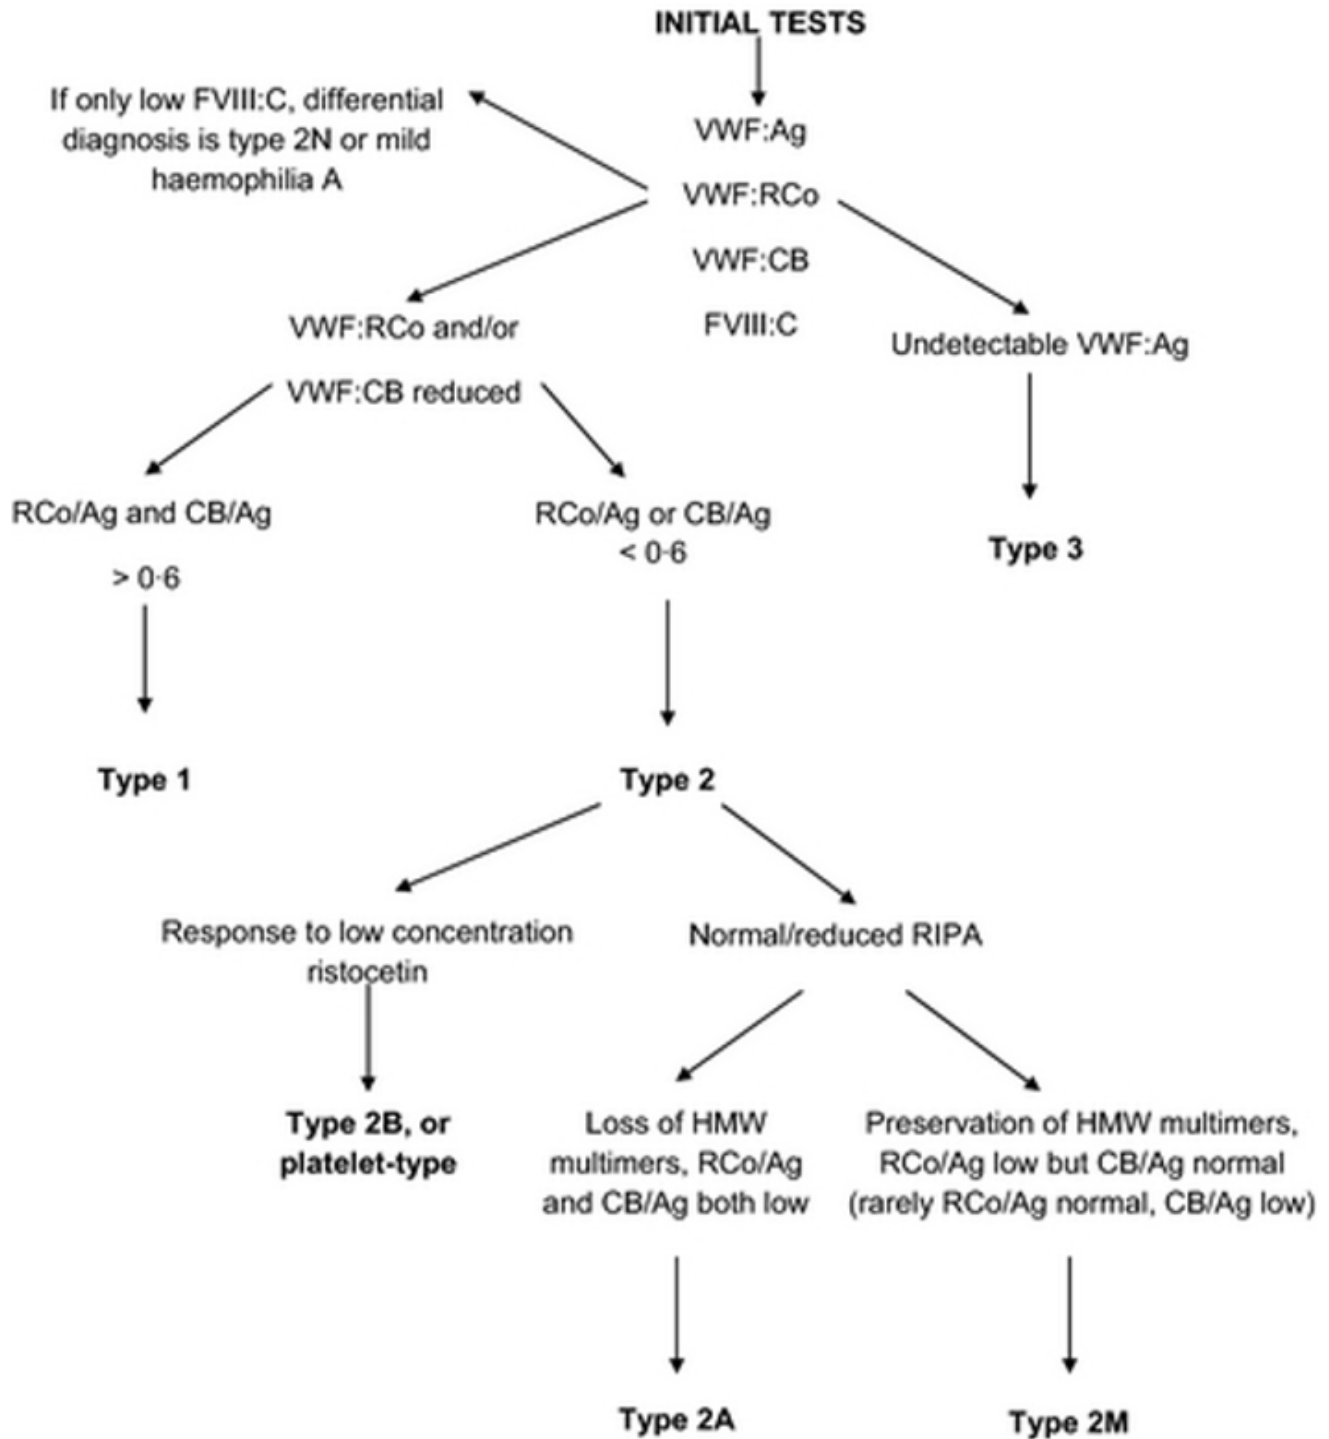 INITIAL TESTS
If only low FVIII:C, differential
diagnosis is type 2N or mild
haemophilia A
VWF:Ag
VWF:RCo
VWF:CB
FVIII:C
VWF:RCo and/or
VWF:CB reduced
Undetectable VWF:Ag
RCo/Ag and CB/Ag
> 0·6
RCo/Ag or CB/Ag
< 0·6
Type 3
Type 1
Type 2
Response to low concentration
ristocetin
Normal/reduced RIPA
Type 2B, or
platelet-type
Loss of HMW
multimers, RCo/Ag
and CB/Ag both low
Preservation of HMW multimers,
RCo/Ag low but CB/Ag normal
(rarely RCo/Ag normal, CB/Ag low)
Type 2A
Type 2M